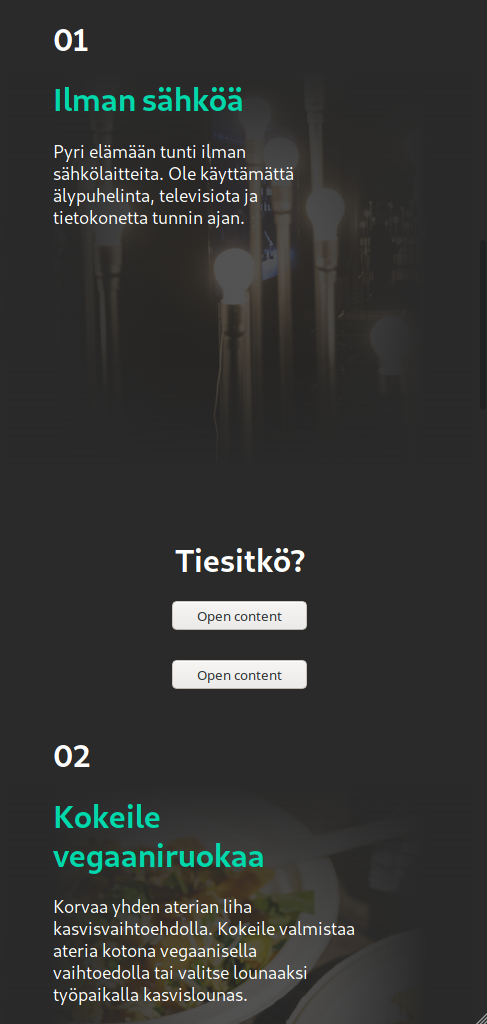 01
Ilman sähköä
Pyri elämään tunti ilman
sähkölaitteita. Ole käyttämättä
älypuhelinta, televisiota ja
tietokonetta tunnin ajan.
Tiesitkö?
Open content
Open content
02
Kokeile
vegaaniruokaa
Korvaa yhden aterian liha
kasvisvaihtoehdolla. Kokeile valmistaa
ateria kotona vegaanisella
vaihtoedolla tai valitse lounaaksi
työpaikalla kasvislounas.